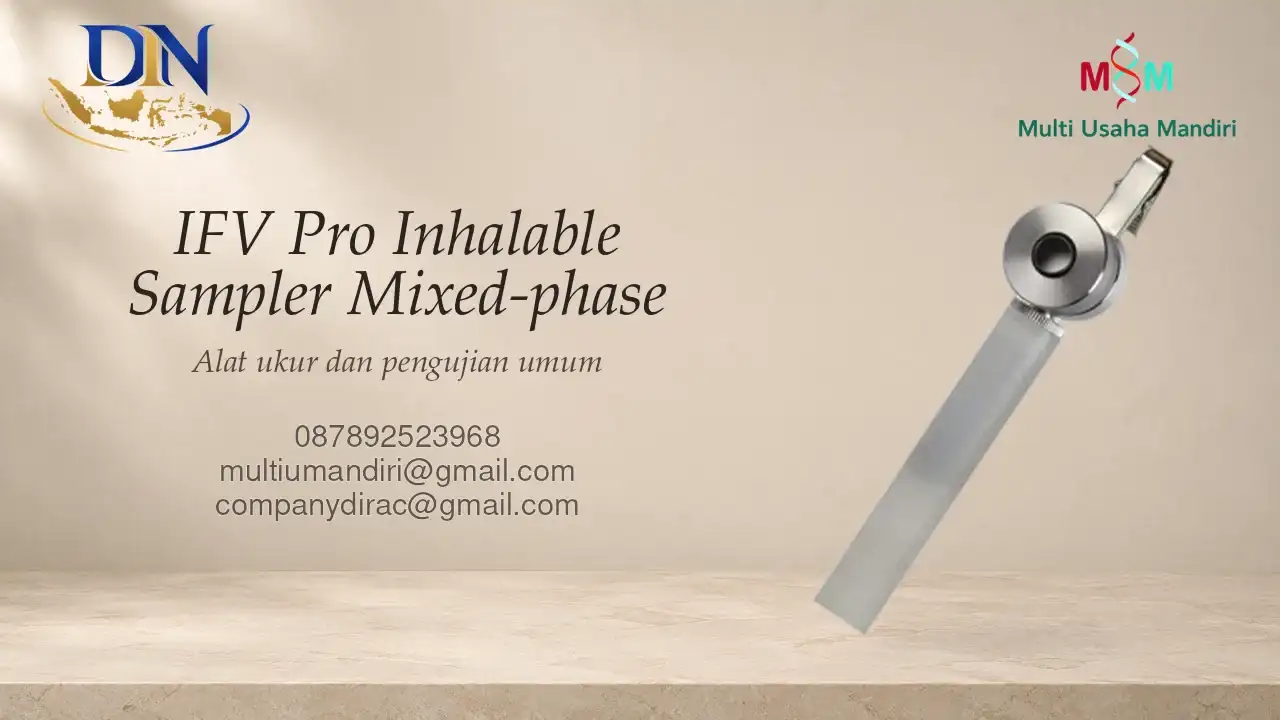 DIN
MSM
Multi Usaha Mandiri
IFV Pro Inhalable
Sampler Mixed-phase
Alat ukur dan pengujian umum
087892523968
multiumandiri@gmail.com
companydirac@gmail.com